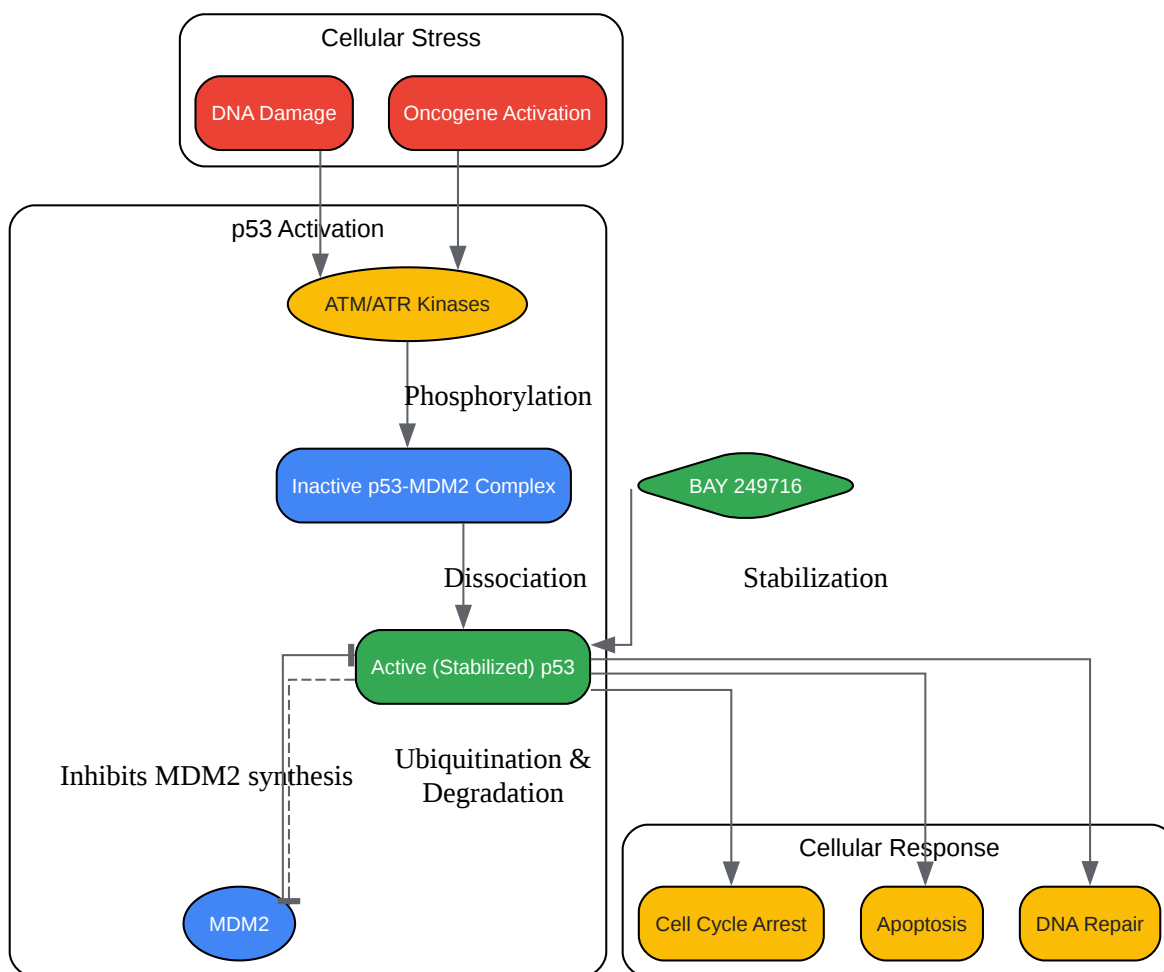 Cellular Stress
DNA Damage
Oncogene Activation
p53 Activation
ATM/ATR Kinases
Phosphorylation
Inactive p53-MDM2 Complex
BAY 249716
Dissociation
Stabilization
Active (Stabilized) p53
Inhibits MDM2 synthesis
Ubiquitination &
Degradation
Cellular Response
MDM2
Cell Cycle Arrest
Apoptosis
DNA Repair